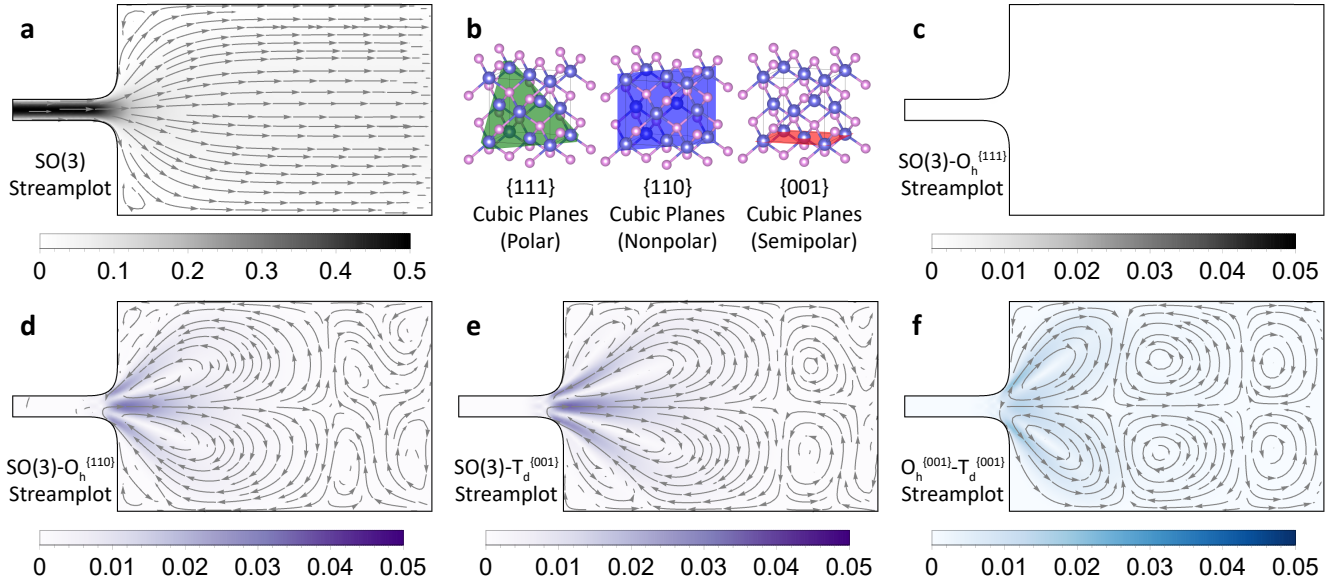 a
SO(3)
Streamplot
0 0.1 0.2 0.3 0.4 0.5
b
{111}
Cubic Planes
(Polar)
{110}
Cubic Planes
(Nonpolar)
{001}
Cubic Planes
(Semipolar)
c
SO(3)-O_h^{111}
Streamplot
0 0.01 0.02 0.03 0.04 0.05
d
SO(3)-O_h^{110}
Streamplot
0 0.01 0.02 0.03 0.04 0.05
e
SO(3)-T_d^{001}
Streamplot
0 0.01 0.02 0.03 0.04 0.05
f
O_h^{001}-T_d^{001}
Streamplot
0 0.01 0.02 0.03 0.04 0.05